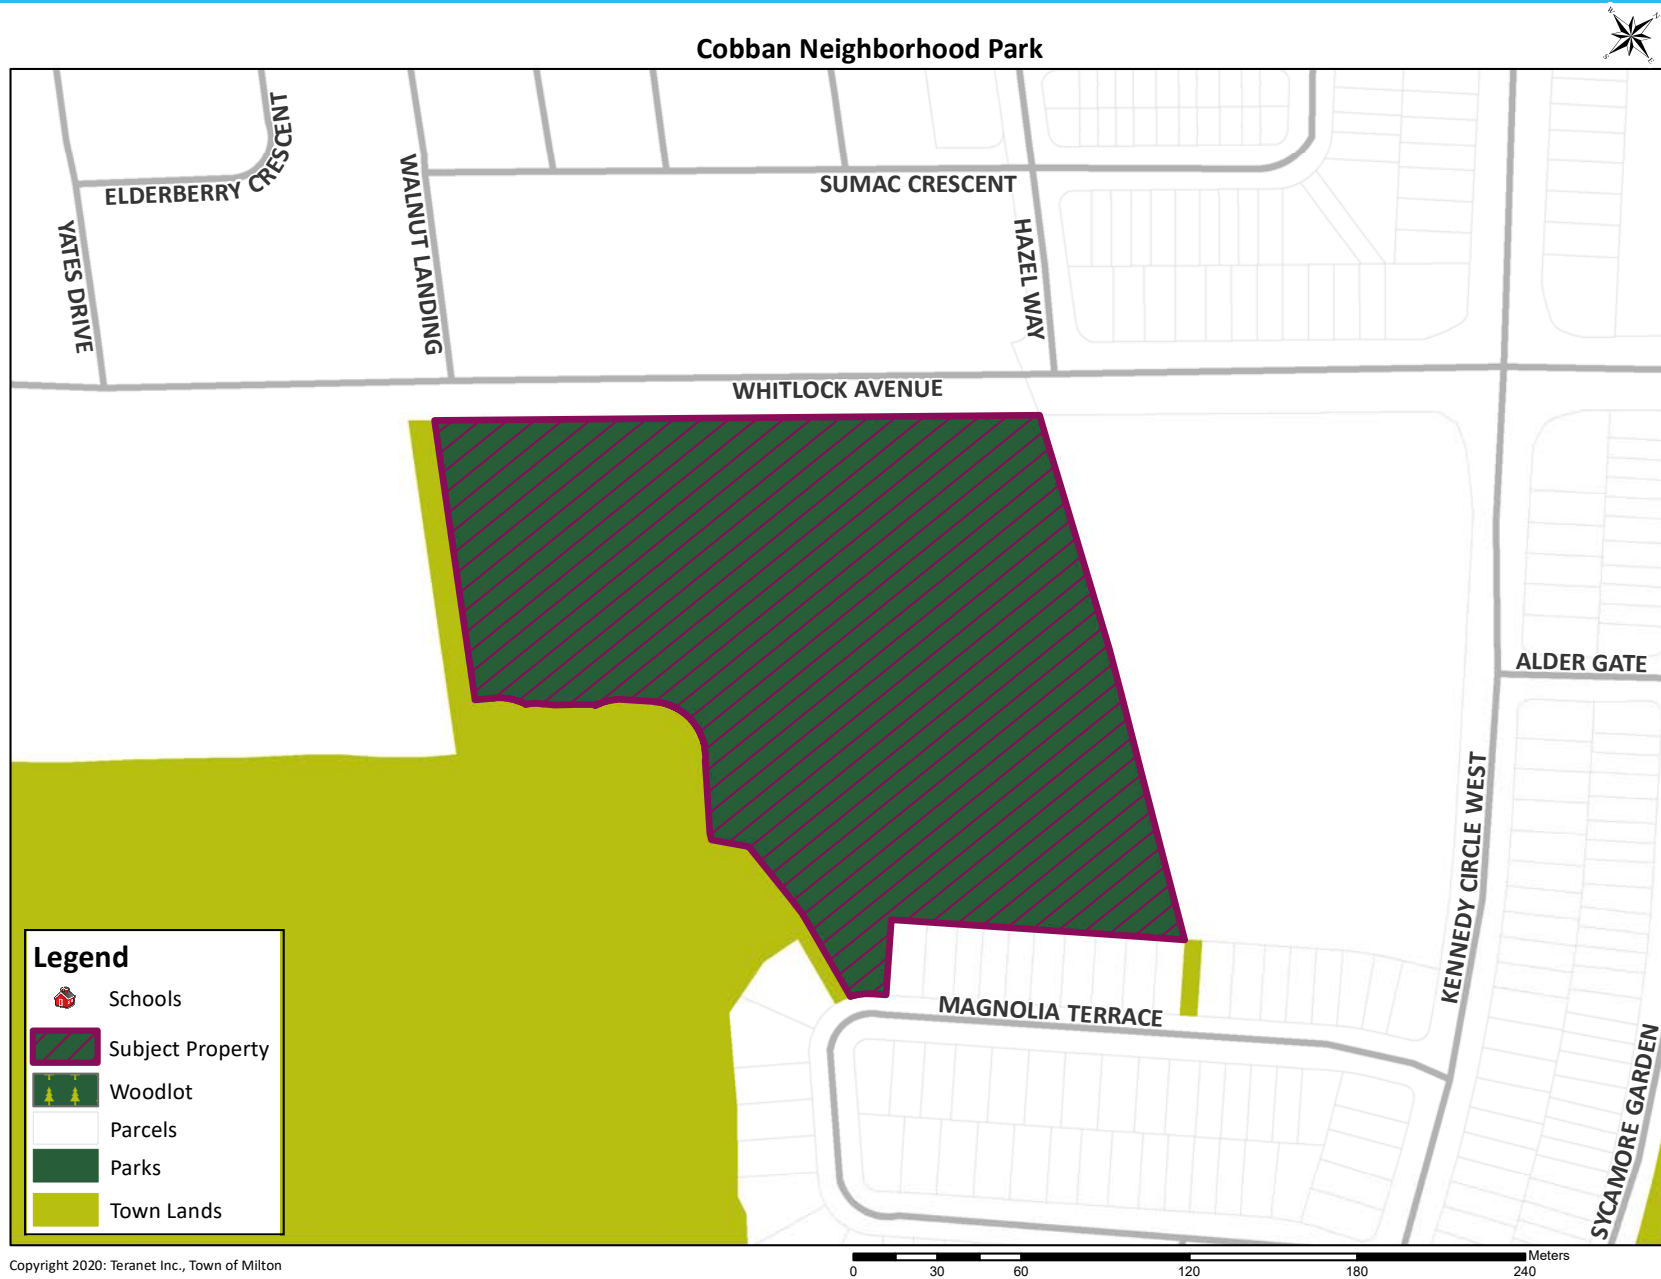 Cobban Neighborhood Park
W
N
S
E
ELDERBERRY CRESCENT
YATES DRIVE
WALNUT LANDING
SUMAC CRESCENT
HAZEL WAY
WHITLOCK AVENUE
ALDER GATE
KENNEDY CIRCLE WEST
MAGNOLIA TERRACE
SYCAMORE GARDEN
Legend
Schools
Subject Property
Woodlot
Parcels
Parks
Town Lands
Copyright 2020: Teranet Inc., Town of Milton
Meters
0 30 60 120 180 240